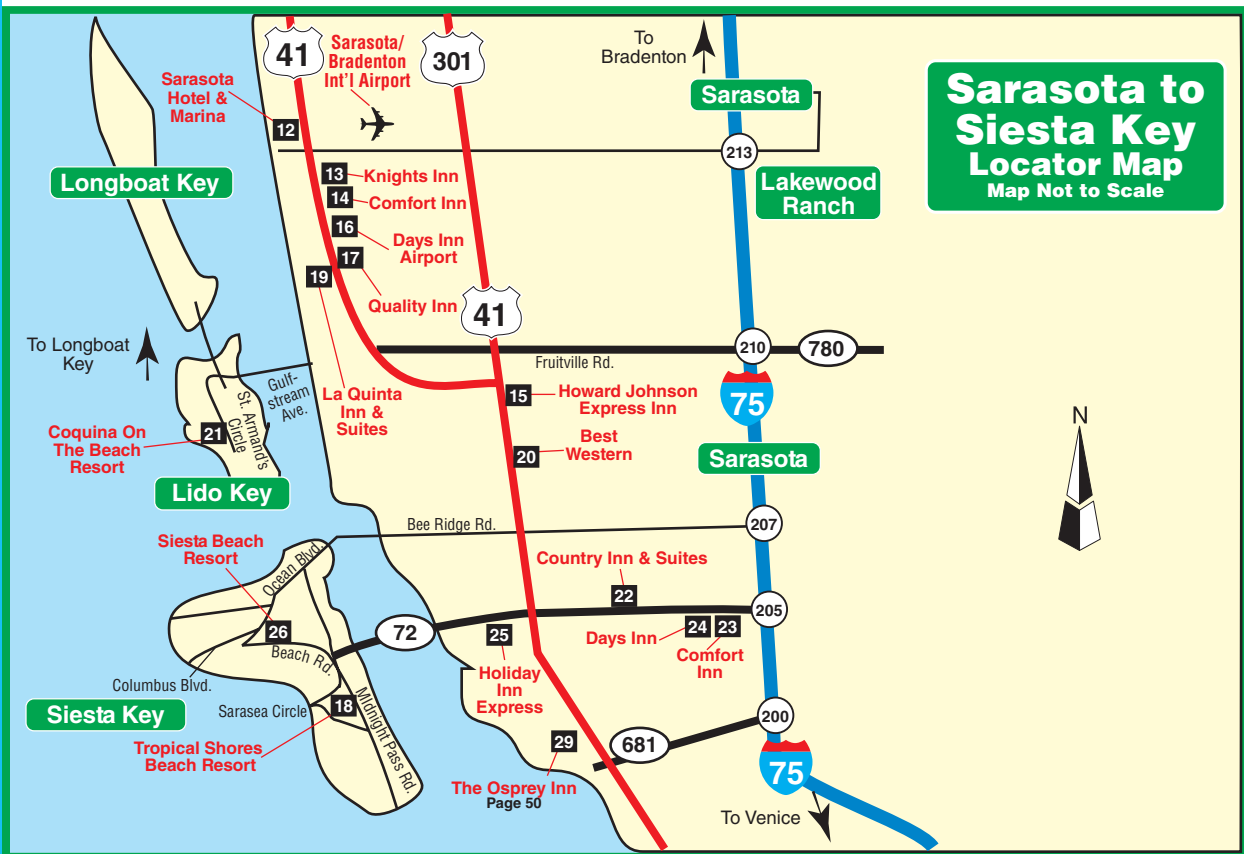 41
Sarasota/
Bradenton
Int'l Airport
301
To
Bradenton
Sarasota
Sarasota to
Siesta Key
Locator Map
Map Not to Scale
Sarasota
Hotel &
Marina
12
213
Longboat Key
13
Knights Inn
14
Comfort Inn
Lakewood
Ranch
16
Days Inn
Airport
17
19
Quality Inn
41
To Longboat
Key
210
780
Fruitville Rd.
Gulf-
stream
Ave.
La Quinta
Inn &
Suites
15
Howard Johnson
Express Inn
75
St. Armand's
Circle
Coquina On
The Beach
Resort
21
20
Best
Western
Sarasota
N
Lido Key
Bee Ridge Rd.
207
Siesta Beach
Resort
Ocean Blvd.
Country Inn & Suites
22
205
26
72
25
Days Inn
24
23
Comfort
Inn
Beach Rd.
Columbus Blvd.
Holiday
Inn
Express
Siesta Key
Sarasea Circle
18
MIdnight Pass Rd.
200
Tropical Shores
Beach Resort
29
681
75
The Osprey Inn
Page 50
To Venice